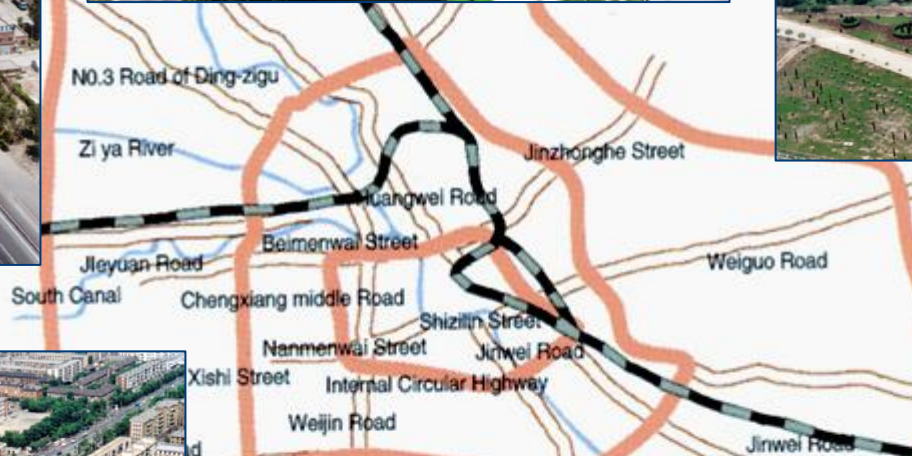 N0.3 Road of Ding-zigu
Zi ya River
Jinzhonghe Street
Huangwei Road
Beimenwai Street
Jieyuan Road
Weiguo Road
South Canal
Chengxiang middle Road
Shizilin Street
Nanmenwai Street
Jinwei Road
Xishi Street
Internal Circular Highway
Weijin Road
Jinwei Road